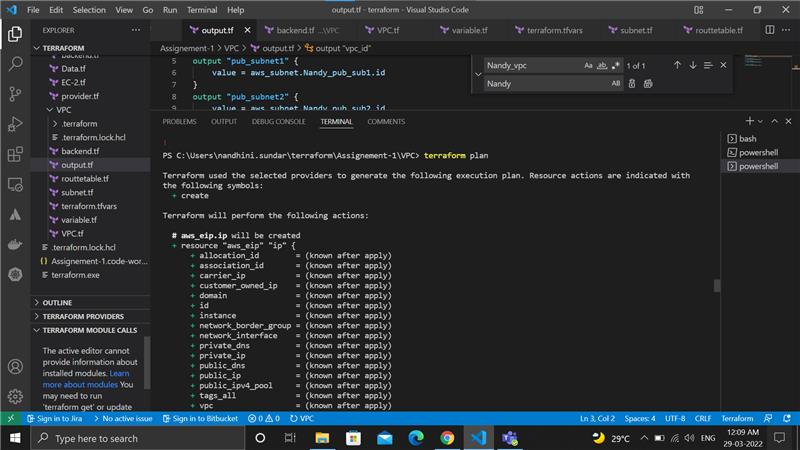 File Edit Selection View Go Run Terminal Help
output.tf - terraform - Visual Studio Code
EXPLORER
TERRAFORM
backend.tf
Data.tf
EC-2.tf
provider.tf
VPC
.terraform
.terraform.lock.hcl
backend.tf
output.tf
routtetable.tf
subnet.tf
terraform.tfvars
variable.tf
VPC.tf
.terraform.lock.hcl
Assignement-1.code-wor...
terraform.exe
OUTLINE
TERRAFORM PROVIDERS
TERRAFORM MODULE CALLS
The active editor cannot
provide information about
installed modules. Learn
more about modules You
may need to run
'terraform get' or update
output.tf backend.tf ...\VPC VPC.tf variable.tf terraform.tfvars subnet.tf routtetable.tf
Assignement-1 > VPC > output.tf > output "vpc_id"
5 output "pub_subnet1" {
6 value = aws_subnet.Nandy_pub_sub1.id
7 }
8 output "pub_subnet2" {
9 value = aws_subnet.Nandy_pub_sub2.id
Nandy_vpc Aa ab 1 of 1
Nandy AB
PROBLEMS OUTPUT DEBUG CONSOLE TERMINAL COMMENTS
bash
powershell
powershell
PS C:\Users\nandhini.sundar\terraform\Assignement-1\VPC> terraform plan
Terraform used the selected providers to generate the following execution plan. Resource actions are indicated with
the following symbols:
+ create
Terraform will perform the following actions:
# aws_eip.ip will be created
+ resource "aws_eip" "ip" {
+ allocation_id = (known after apply)
+ association_id = (known after apply)
+ carrier_ip = (known after apply)
+ customer_owned_ip = (known after apply)
+ domain = (known after apply)
+ id = (known after apply)
+ instance = (known after apply)
+ network_border_group = (known after apply)
+ network_interface = (known after apply)
+ private_dns = (known after apply)
+ private_ip = (known after apply)
+ public_dns = (known after apply)
+ public_ip = (known after apply)
+ public_ipv4_pool = (known after apply)
+ tags_all = (known after apply)
+ vpc = (known after apply)
Sign in to Jira No active issue Sign in to Bitbucket 0 0 VPC Ln 3, Col 2 Spaces: 4 UTF-8 CRLF Terraform
Type here to search
29°C ENG
12:09 AM
29-03-2022